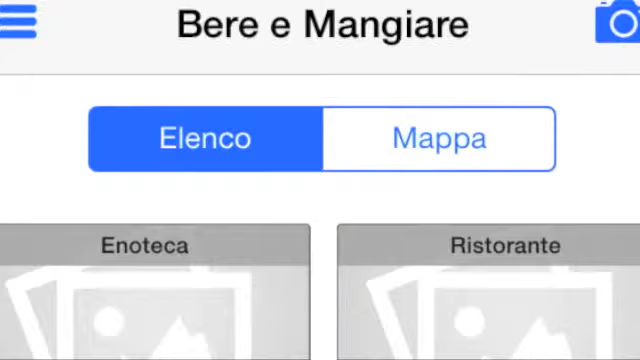 Bere e Mangiare
Elenco
Mappa
Enoteca
Ristorante